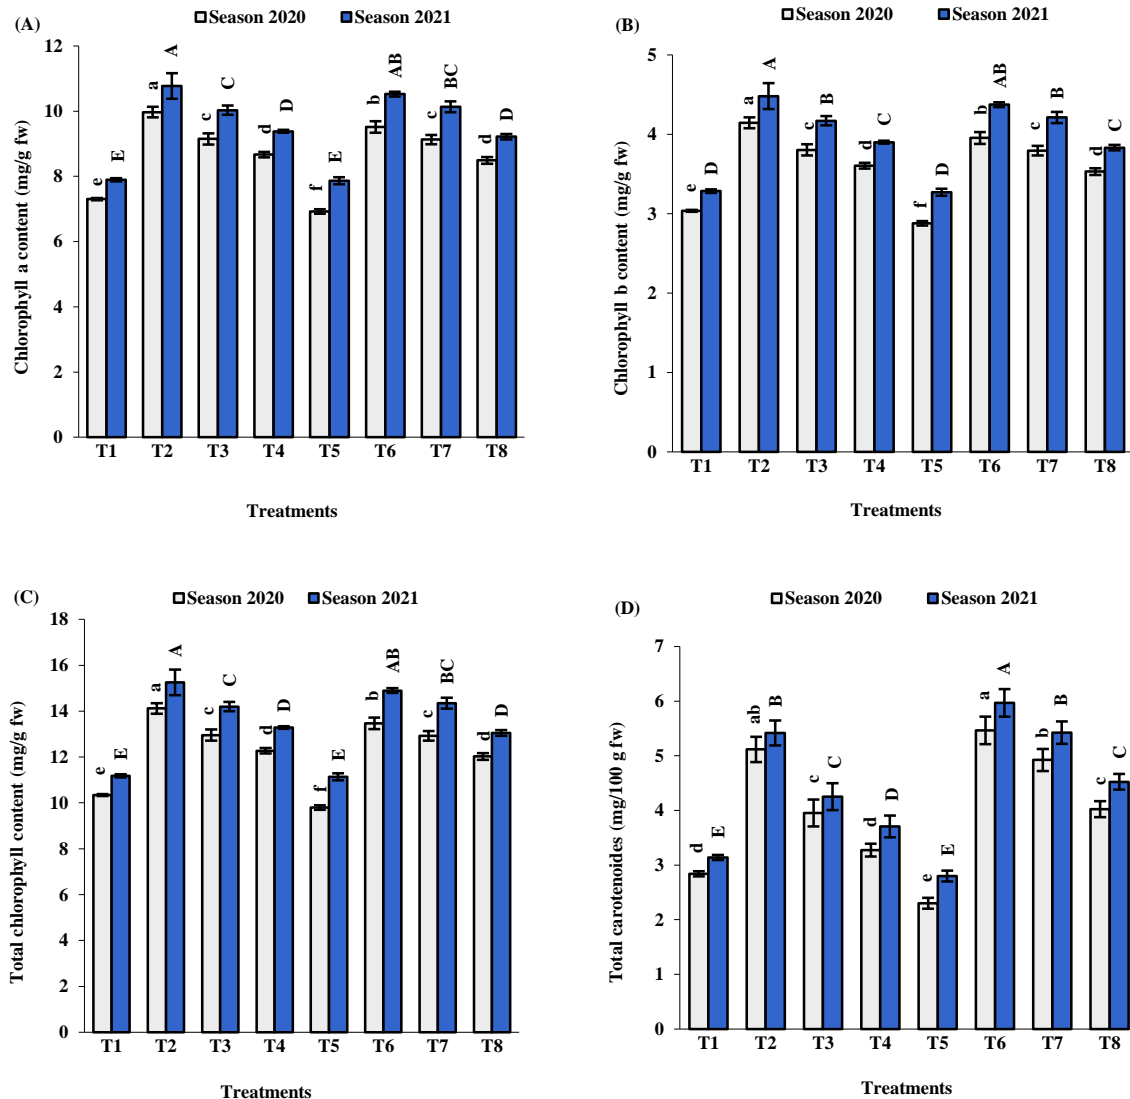 (A)
Season 2020 Season 2021
Chlorophyll a content (mg/g fw)
12
10
8
6
4
2
0
e E a A c C d D f E b AB c BC d D
T1 T2 T3 T4 T5 T6 T7 T8
Treatments
(B)
Season 2020 Season 2021
Chlorophyll b content (mg/g fw)
5
4
3
2
1
0
e D a A c B d C f D b AB c B d C
T1 T2 T3 T4 T5 T6 T7 T8
Treatments
(C)
Season 2020 Season 2021
Total chlorophyll content (mg/g fw)
18
16
14
12
10
8
6
4
2
0
e E a A c C d D f E b AB c BC d D
T1 T2 T3 T4 T5 T6 T7 T8
Treatments
(D)
Season 2020 Season 2021
Total carotenoides (mg/100 g fw)
7
6
5
4
3
2
1
0
d E ab B c C d D e E a A b B c C
T1 T2 T3 T4 T5 T6 T7 T8
Treatments